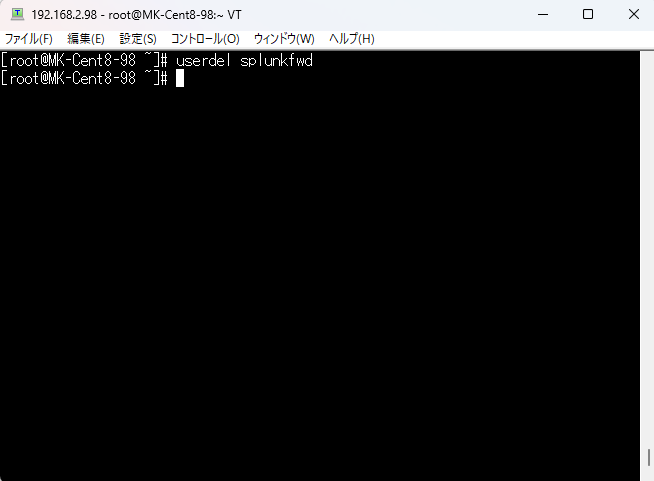 192.168.2.98 - root@MK-Cent8-98:~ VT
ファイル(F) 編集(E) 設定(S) コントロール(O) ウィンドウ(W) ヘルプ(H)
[root@MK-Cent8-98 ~]# userdel splunkfwd
[root@MK-Cent8-98 ~]#